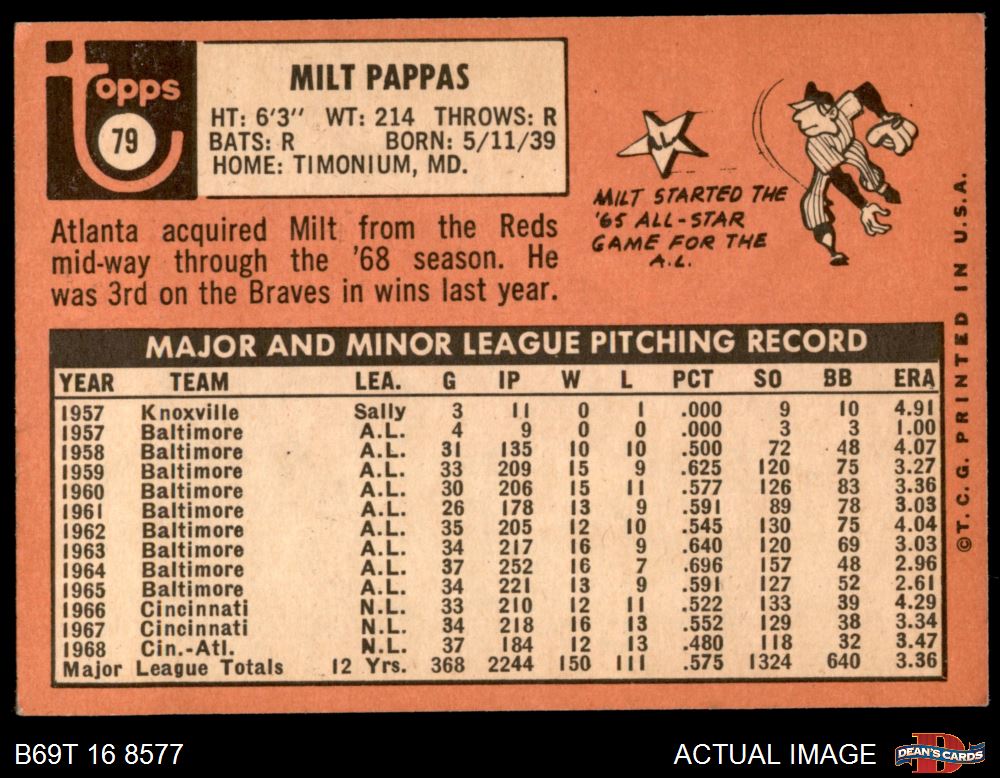 topps
79
MILT PAPPAS
HT: 6'3" WT: 214 THROWS: R
BATS: R BORN: 5/11/39
HOME: TIMONIUM, MD.
Atlanta acquired Milt from the Reds
mid-way through the '68 season. He
was 3rd on the Braves in wins last year.
A.L.
MILT STARTED THE
'65 ALL-STAR
GAME FOR THE
A.L.
MAJOR AND MINOR LEAGUE PITCHING RECORD
YEAR TEAM LEA. G IP W L PCT SO BB ERA
1957 Knoxville Sally 3 11 0 1 .000 9 10 4.91
1957 Baltimore A.L. 4 9 0 0 .000 3 3 1.00
1958 Baltimore A.L. 31 135 10 10 .500 72 48 4.07
1959 Baltimore A.L. 33 209 15 9 .625 120 75 3.27
1960 Baltimore A.L. 30 206 15 11 .577 126 83 3.36
1961 Baltimore A.L. 26 178 13 9 .591 89 78 3.03
1962 Baltimore A.L. 35 205 12 10 .545 130 75 4.04
1963 Baltimore A.L. 34 217 16 9 .640 120 69 3.03
1964 Baltimore A.L. 37 252 16 7 .696 157 48 2.96
1965 Baltimore A.L. 34 221 13 9 .591 127 52 2.61
1966 Cincinnati N.L. 33 210 12 11 .522 133 39 4.29
1967 Cincinnati N.L. 34 218 16 13 .552 129 38 3.34
1968 Cin.-Atl. N.L. 37 184 12 13 .480 118 32 3.47
Major League Totals 12 Yrs. 368 2244 150 111 .575 1324 640 3.36
©T.C.G. PRINTED IN U.S.A.
B69T 16 8577
ACTUAL IMAGE
DEAN'S CARDS